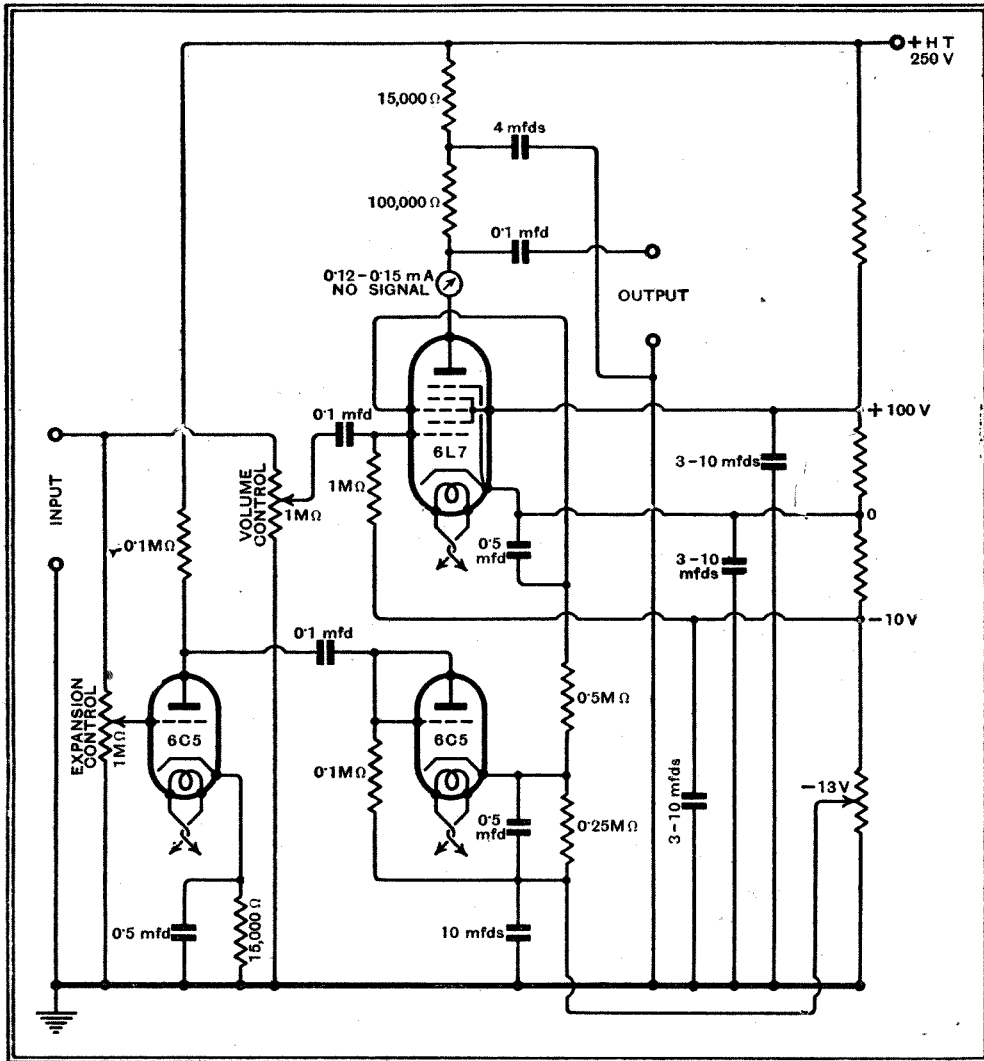 +HT
250 V
15,000 Ω
4 mfds
100,000 Ω
0·1 mfd
0·12–0·15 mA
NO SIGNAL
OUTPUT
+ 100 V
0·1 mfd
6L7
3–10 mfds
INPUT
VOLUME
CONTROL
1MΩ
1MΩ
0
0·1MΩ
0·5
mfd
3–10
mfds
–10V
0·1 mfd
EXPANSION
CONTROL
1MΩ
6C5
6C5
0·5MΩ
0·1MΩ
–13V
0·5
mfd
0·25MΩ
3–10 mfds
0·5 mfd
15,000 Ω
10 mfds